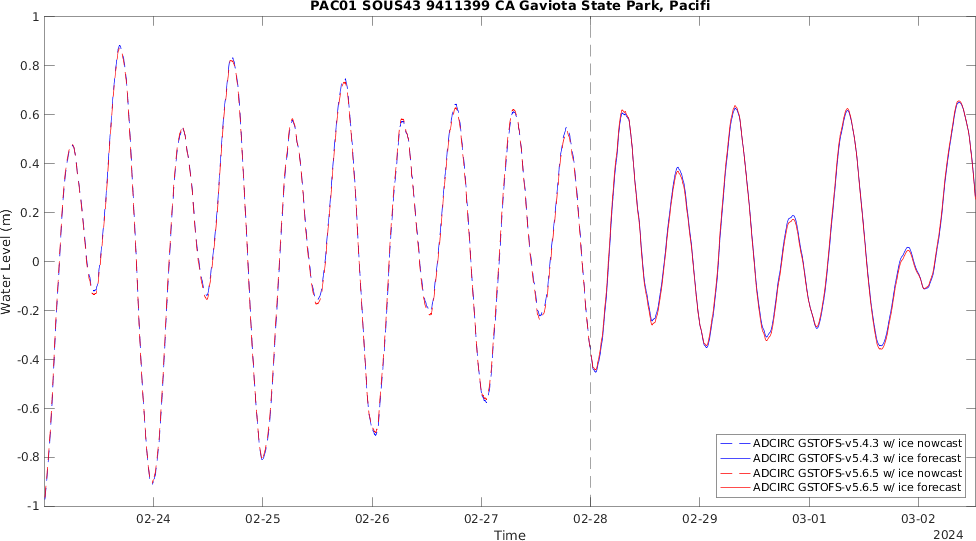 PAC01 SOUS43 9411399 CA Gaviota State Park, Pacifi
1
0.8
0.6
0.4
0.2
0
-0.2
-0.4
-0.6
-0.8
-1
Water Level (m)
02-24
02-25
02-26
02-27
02-28
02-29
03-01
03-02
Time
2024
ADCIRC GSTOFS-v5.4.3 w/ ice nowcast
ADCIRC GSTOFS-v5.4.3 w/ ice forecast
ADCIRC GSTOFS-v5.6.5 w/ ice nowcast
ADCIRC GSTOFS-v5.6.5 w/ ice forecast